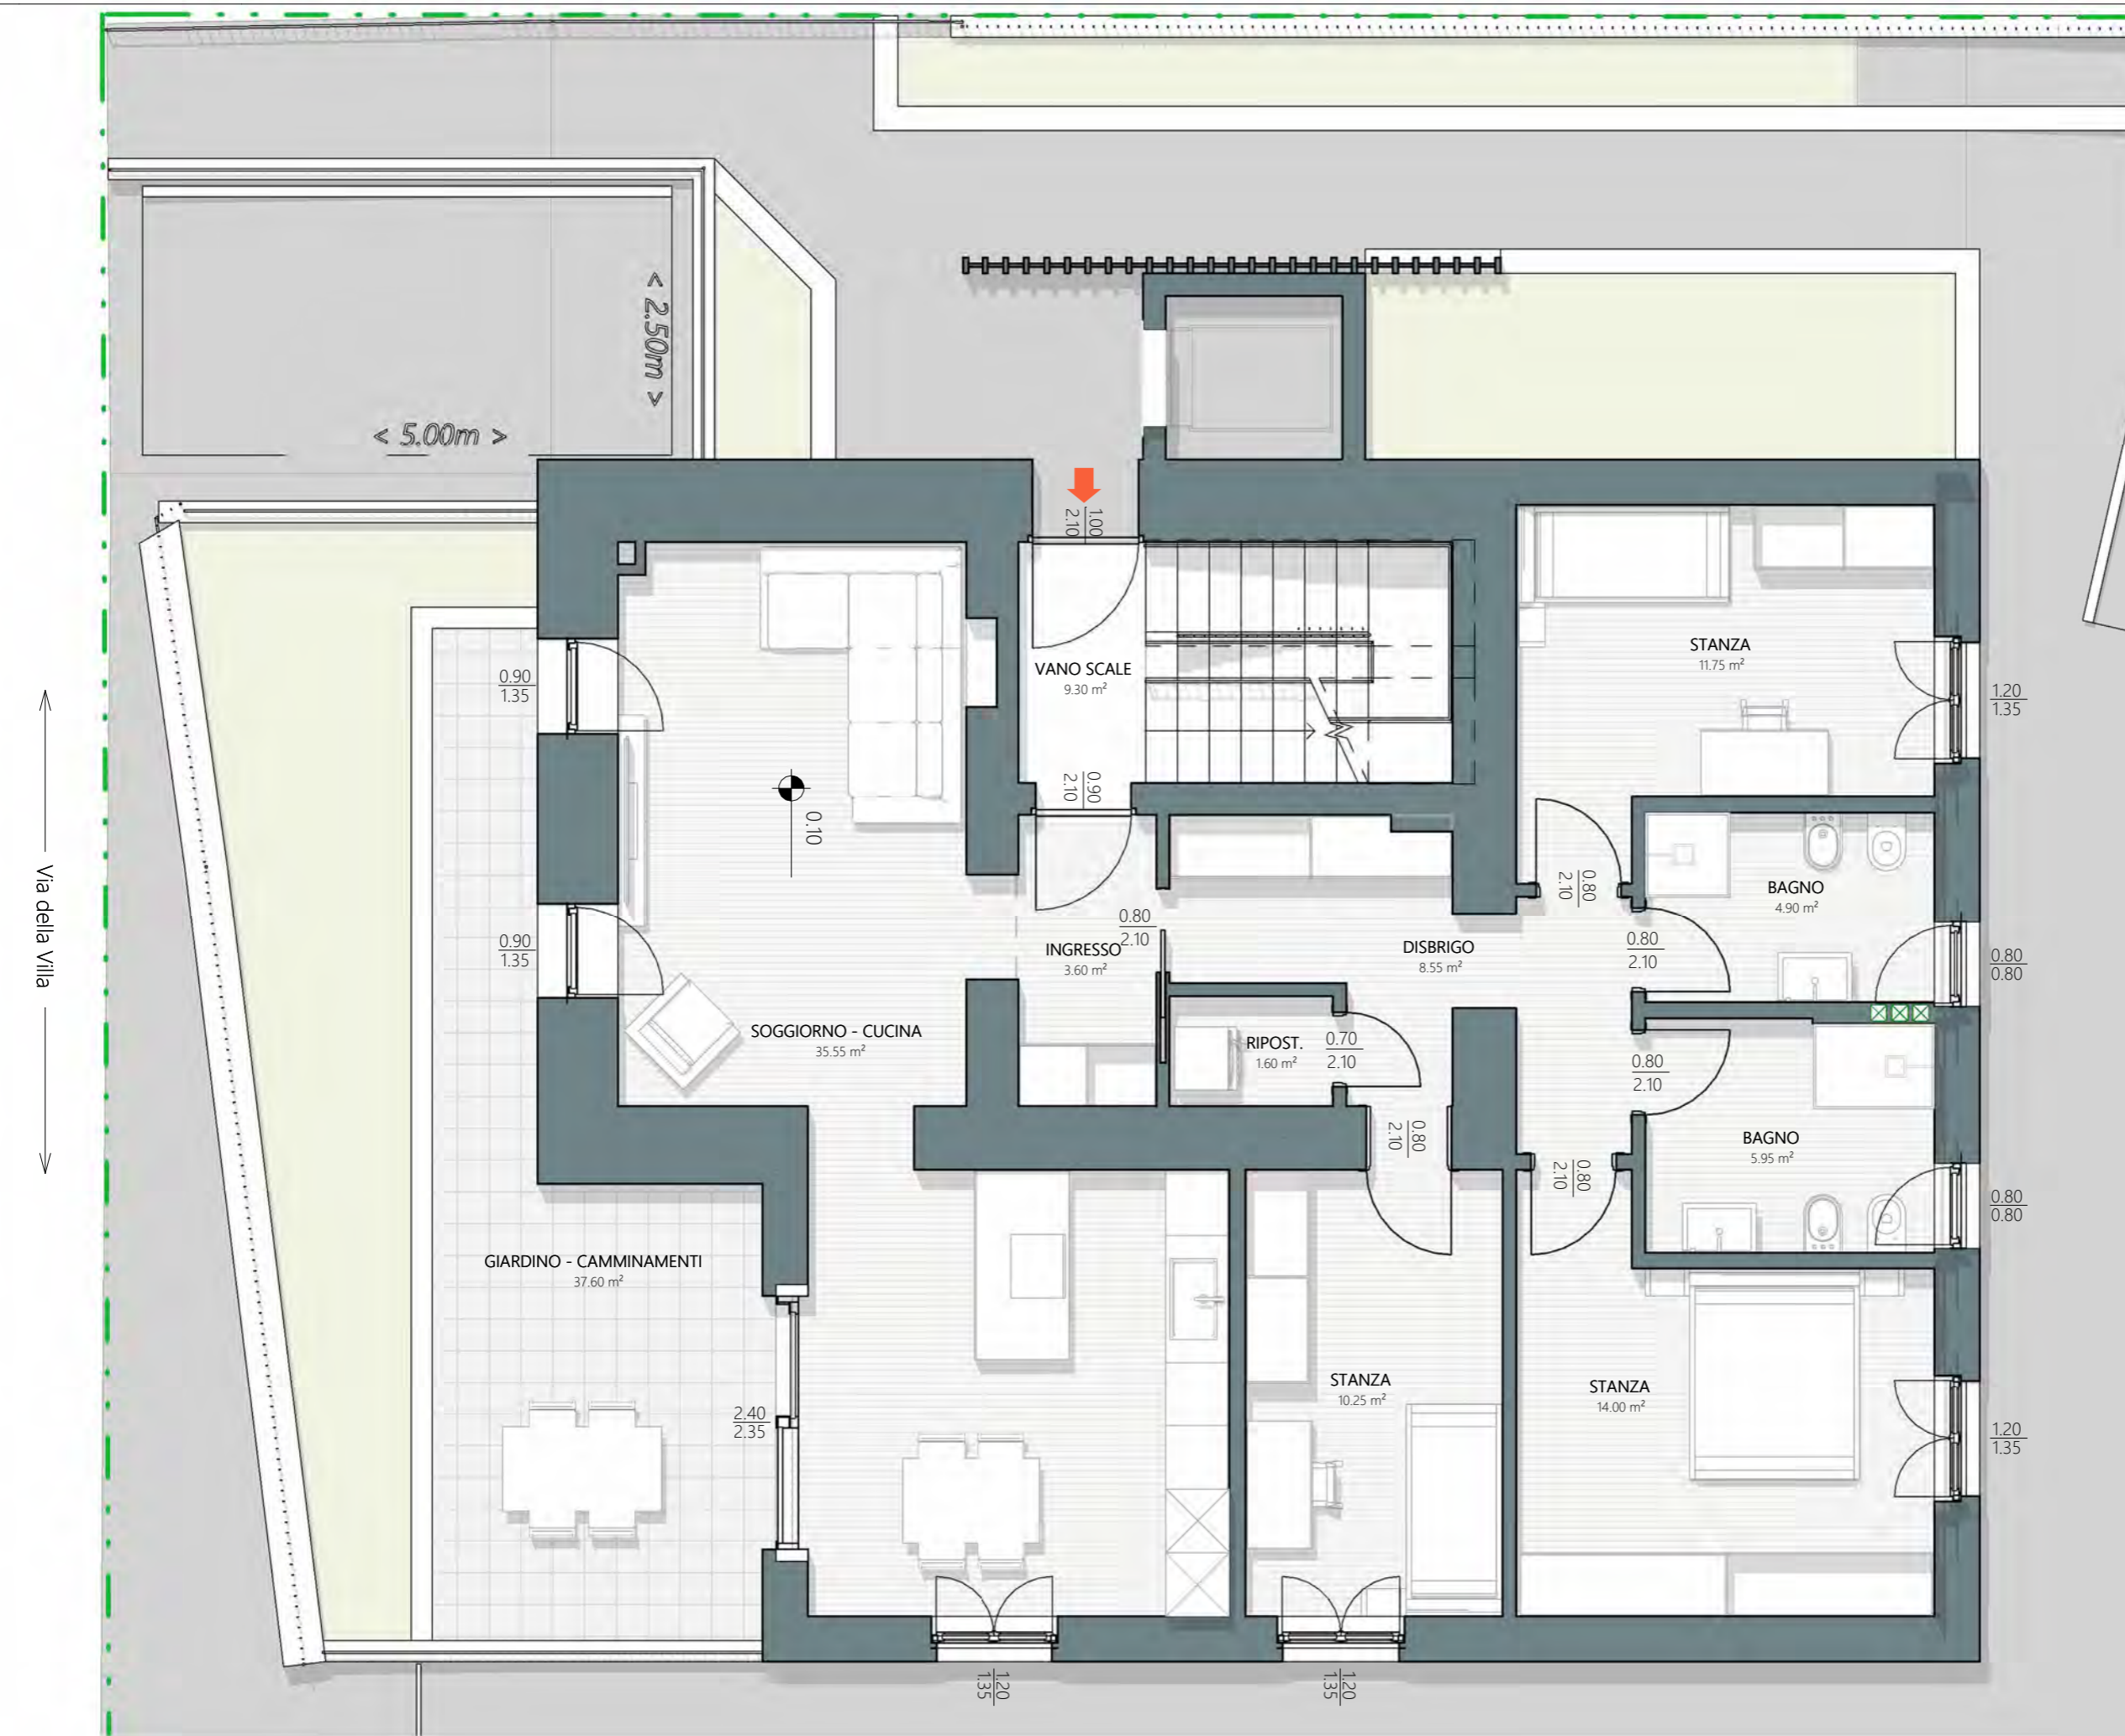 < 2.50m >
< 5.00m >
1.00
2.10
VANO SCALE
9.30 m²
STANZA
11.75 m²
0.90
1.35
1.20
1.35
0.90
2.10
0.10
Via della Villa
0.80
2.10
BAGNO
4.90 m²
0.90
1.35
0.80
2.10
INGRESSO
3.60 m²
DISBRIGO
8.55 m²
0.80
2.10
0.80
0.80
SOGGIORNO - CUCINA
35.55 m²
RIPOST.
1.60 m²
0.70
2.10
0.80
2.10
0.80
2.10
0.80
2.10
BAGNO
5.95 m²
0.80
0.80
GIARDINO - CAMMINAMENTI
37.60 m²
STANZA
10.25 m²
STANZA
14.00 m²
2.40
2.35
1.20
1.35
1.20
1.35
1.20
1.35